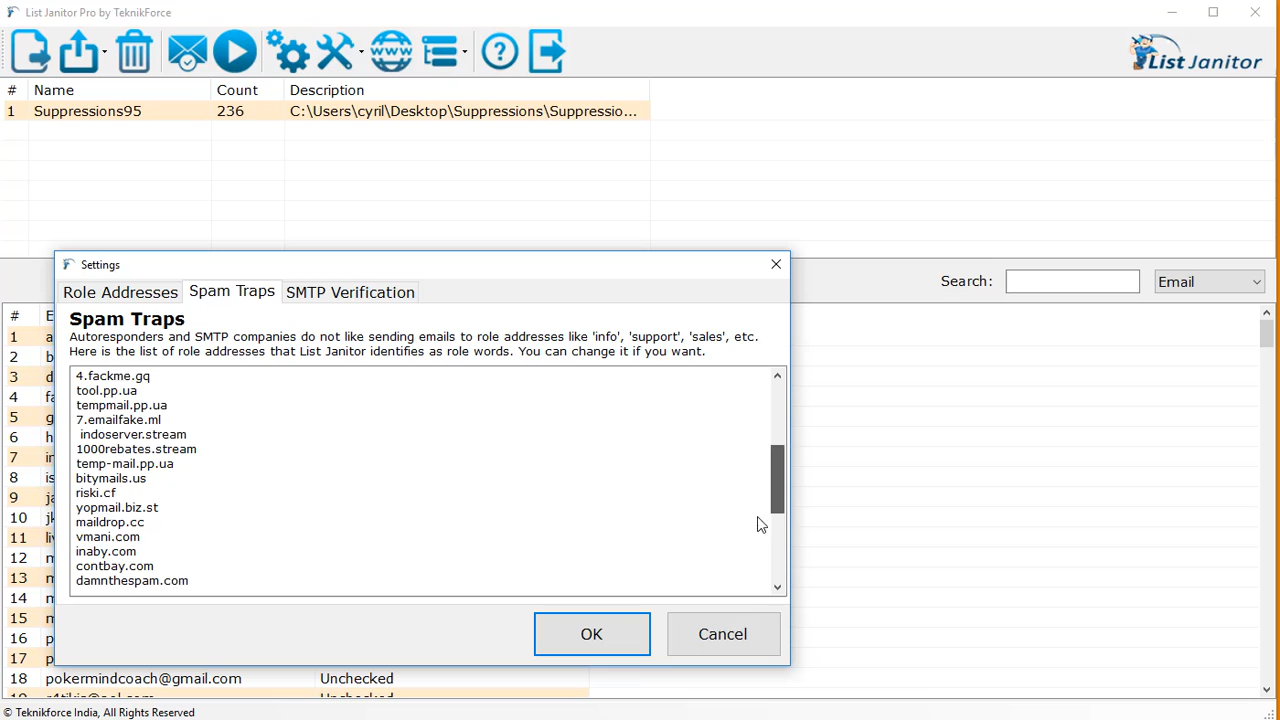 List Janitor Pro by TeknikForce
www
List Janitor
# Name Count Description
1 Suppressions95 236 C:\Users\cyril\Desktop\Suppressions\Suppressio...
Settings
Search: Email
Role Addresses Spam Traps SMTP Verification
Spam Traps
Autoresponders and SMTP companies do not like sending emails to role addresses like 'info', 'support', 'sales', etc.
Here is the list of role addresses that List Janitor identifies as role words. You can change it if you want.
4.fackme.gq
tool.pp.ua
tempmail.pp.ua
7.emailfake.ml
indoserver.stream
1000rebates.stream
temp-mail.pp.ua
bitymails.us
riski.cf
yopmail.biz.st
maildrop.cc
vmani.com
inaby.com
contbay.com
damnthespam.com
OK Cancel
#
1
2
3
4
5
6
7
8
9
10
11
12
13
14
15
16
17
18 pokermindcoach@gmail.com Unchecked
© Teknikforce India, All Rights Reserved